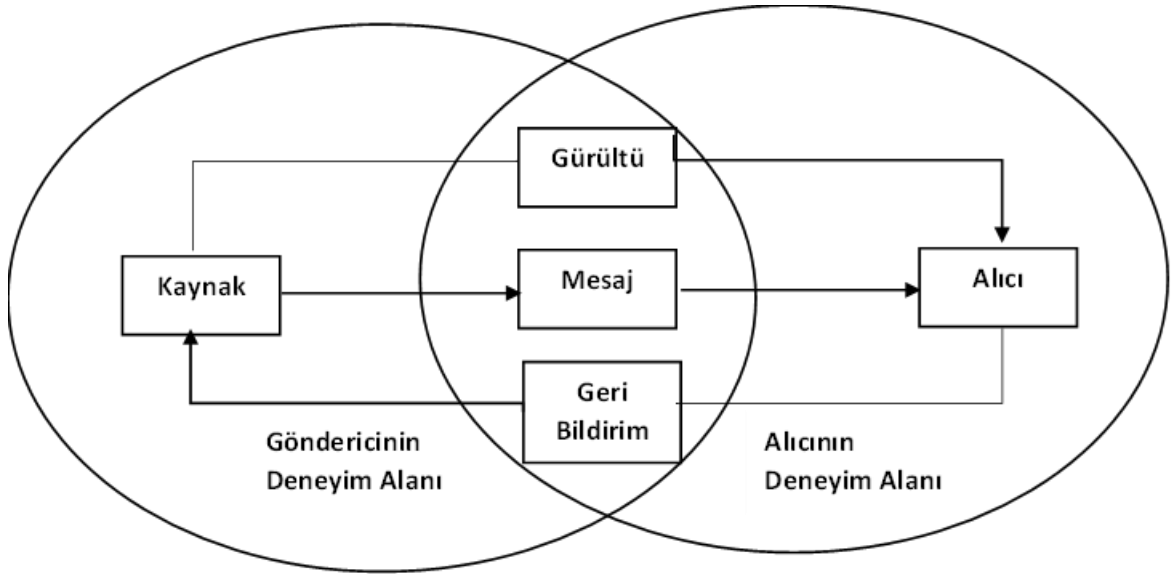 Gürültü
Kaynak
Mesaj
Alıcı
Geri
Bildirim
Göndericinin
Deneyim Alanı
Alıcının
Deneyim Alanı